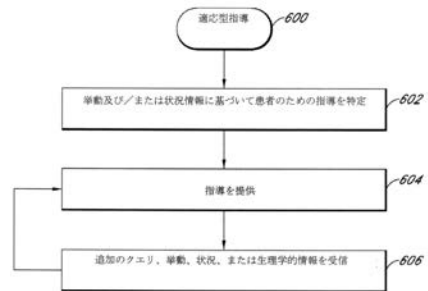 適応型指導
600
挙動及び／または状況情報に基づいて患者のための指導を特定
602
指導を提供
604
追加のクエリ、挙動、状況、または生理学的情報を受信
606